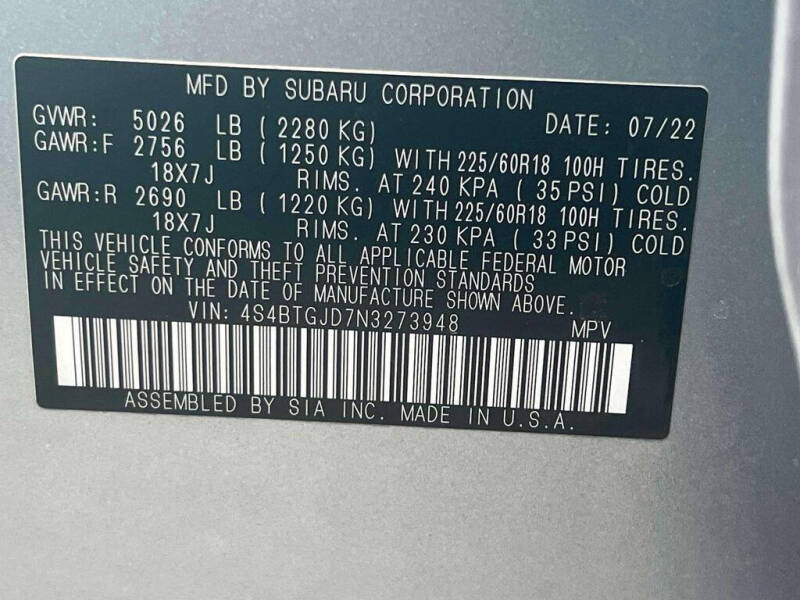 MFD BY SUBARU CORPORATION
GVWR: 5026 LB ( 2280 KG) DATE: 07/22
GAWR:F 2756 LB ( 1250 KG) WITH 225/60R18 100H TIRES.
18X7J RIMS. AT 240 KPA ( 35 PSI) COLD
GAWR:R 2690 LB ( 1220 KG) WITH 225/60R18 100H TIRES.
18X7J RIMS. AT 230 KPA ( 33 PSI) COLD
THIS VEHICLE CONFORMS TO ALL APPLICABLE FEDERAL MOTOR
VEHICLE SAFETY AND THEFT PREVENTION STANDARDS
IN EFFECT ON THE DATE OF MANUFACTURE SHOWN ABOVE.
VIN: 4S4BTGJD7N3273948 MPV
ASSEMBLED BY SIA INC. MADE IN U.S.A.